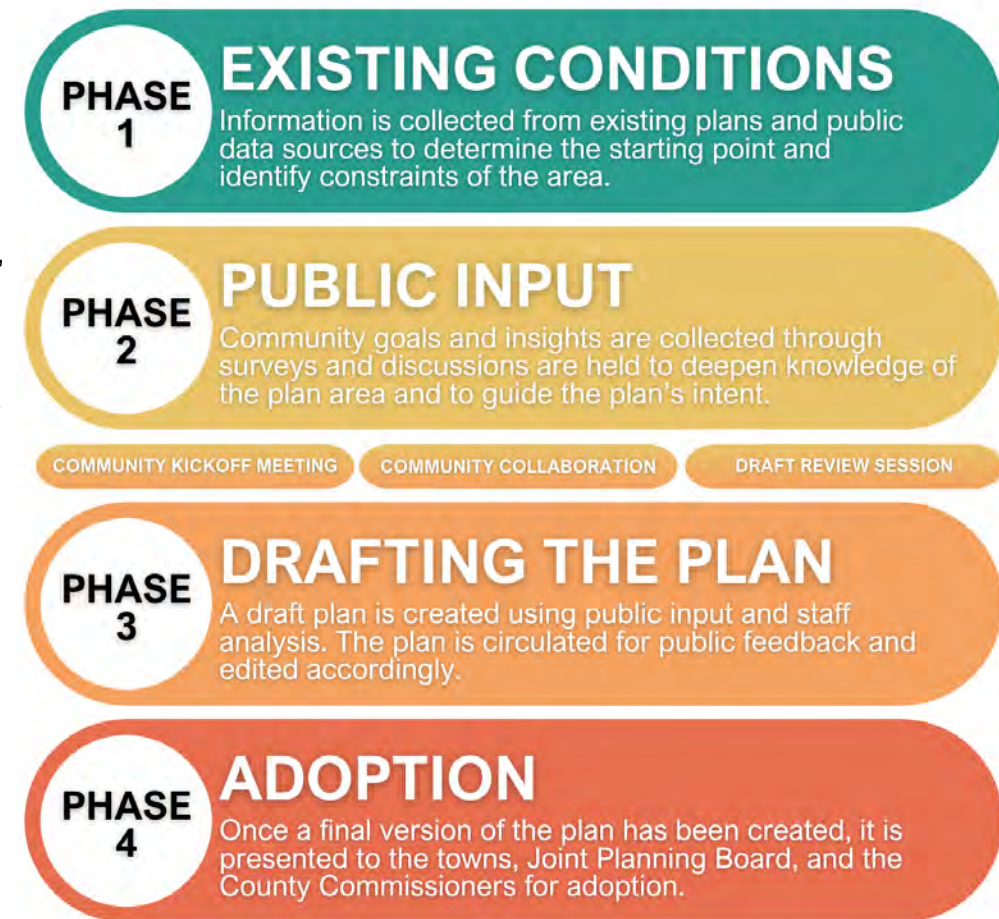 PHASE
1
EXISTING CONDITIONS
Information is collected from existing plans and public
data sources to determine the starting point and
identify constraints of the area.
PHASE
2
PUBLIC INPUT
Community goals and insights are collected through
surveys and discussions are held to deepen knowledge of
the plan area and to guide the plan's intent.
COMMUNITY KICKOFF MEETING
COMMUNITY COLLABORATION
DRAFT REVIEW SESSION
PHASE
3
DRAFTING THE PLAN
A draft plan is created using public input and staff
analysis. The plan is circulated for public feedback and
edited accordingly.
PHASE
4
ADOPTION
Once a final version of the plan has been created, it is
presented to the towns, Joint Planning Board, and the
County Commissioners for adoption.